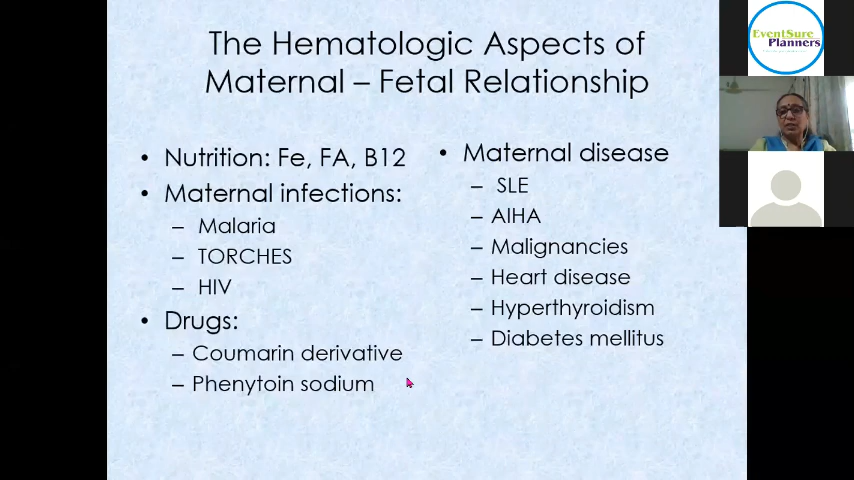 The Hematologic Aspects of
Maternal – Fetal Relationship
• Nutrition: Fe, FA, B12
• Maternal infections:
– Malaria
– TORCHES
– HIV
• Drugs:
– Coumarin derivative
– Phenytoin sodium
• Maternal disease
– SLE
– AIHA
– Malignancies
– Heart disease
– Hyperthyroidism
– Diabetes mellitus
EventSure
Planners